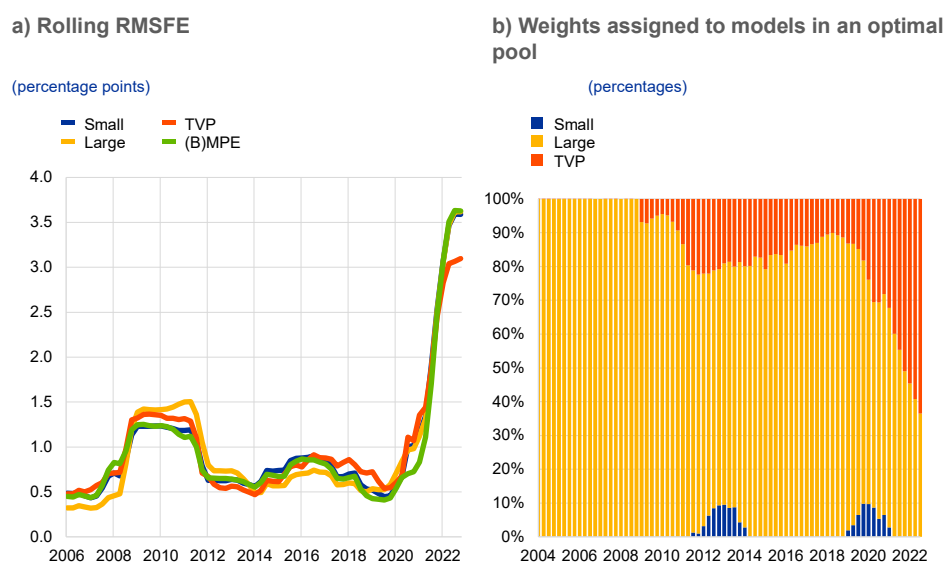 a) Rolling RMSFE
(percentage points)
Small
TVP
Large
(B)MPE
4.0
3.5
3.0
2.5
2.0
1.5
1.0
0.5
0.0
2006 2008 2010 2012 2014 2016 2018 2020 2022
b) Weights assigned to models in an optimal
pool
(percentages)
Small
Large
TVP
100%
90%
80%
70%
60%
50%
40%
30%
20%
10%
0%
2004 2006 2008 2010 2012 2014 2016 2018 2020 2022